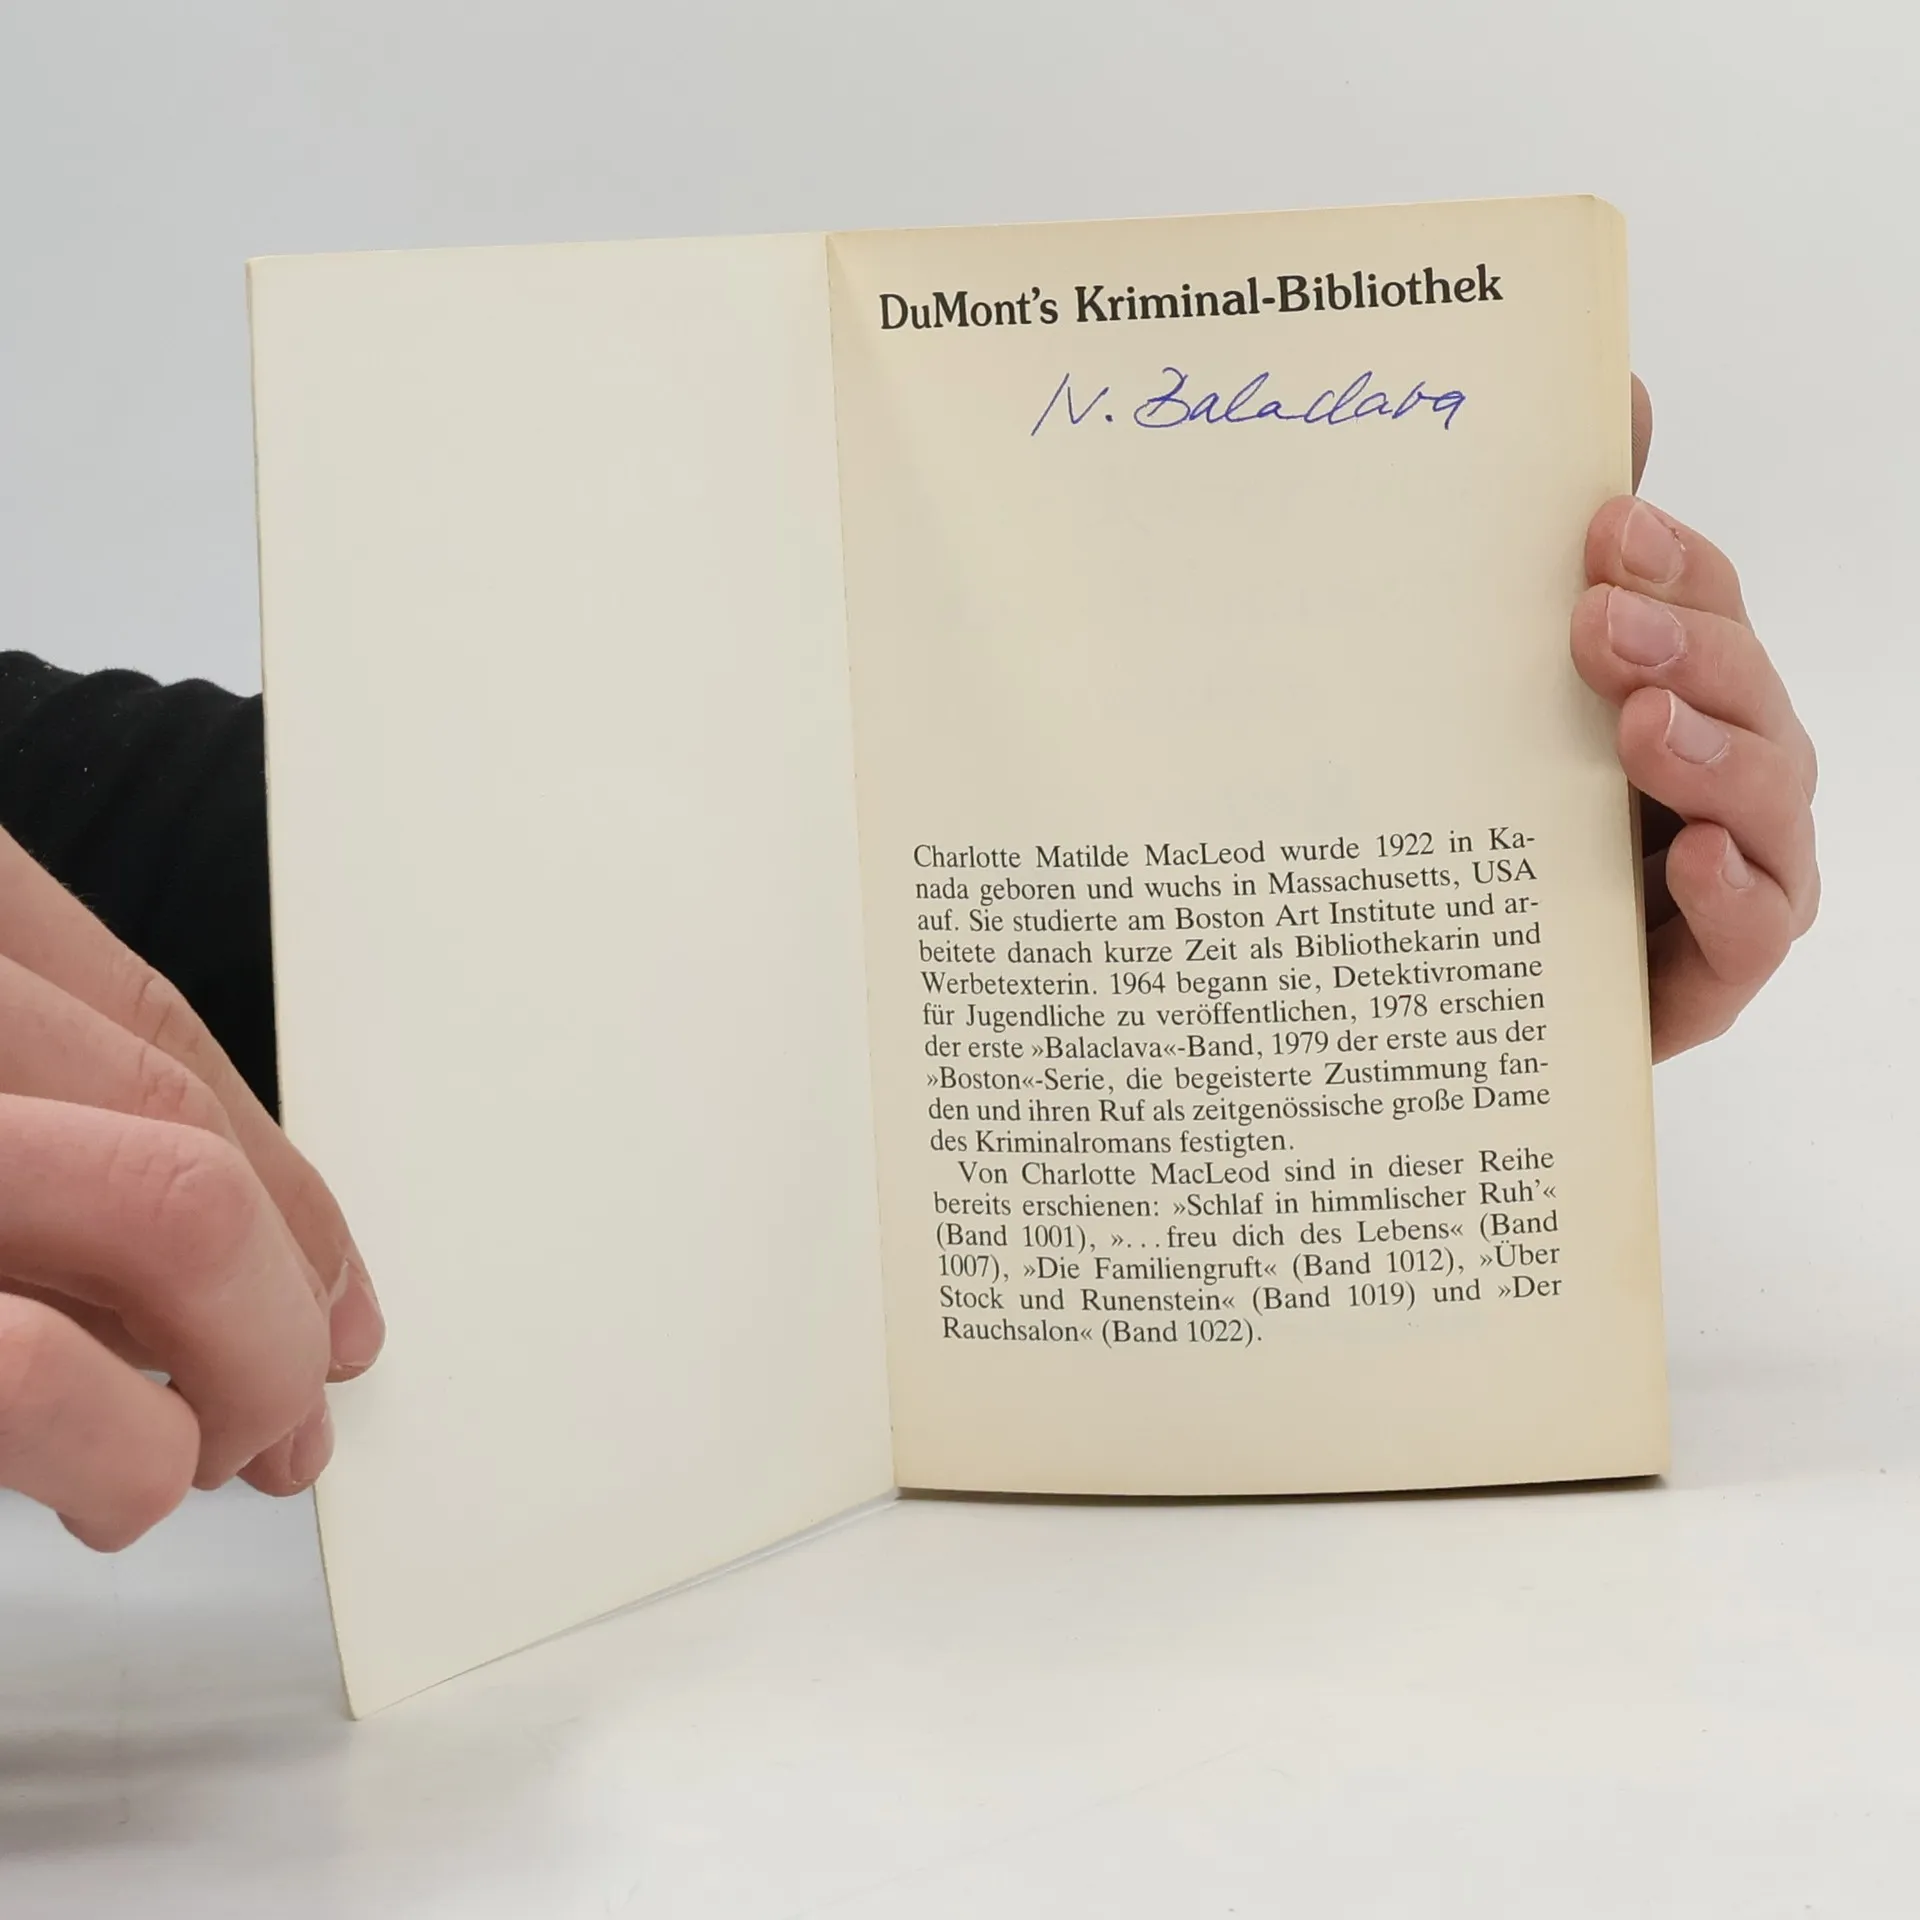 DuMont's Kriminal-Bibliothek
Charlotte Matilde MacLeod wurde 1922 in Ka-
nada geboren und wuchs in Massachusetts, USA
auf. Sie studierte am Boston Art Institute und ar-
beitete danach kurze Zeit als Bibliothekarin und
Werbetexterin. 1964 begann sie, Detektivromane
für Jugendliche zu veröffentlichen, 1978 erschien
der erste »Balaclava«-Band, 1979 der erste aus der
»Boston«-Serie, die begeisterte Zustimmung fan-
den und ihren Ruf als zeitgenössische große Dame
des Kriminalromans festigten.
Von Charlotte MacLeod sind in dieser Reihe
bereits erschienen: »Schlaf in himmlischer Ruh'«
(Band 1001), »...freu dich des Lebens« (Band
1007), »Die Familiengruft« (Band 1012), »Über
Stock und Runenstein« (Band 1019) und »Der
Rauchsalon« (Band 1022).